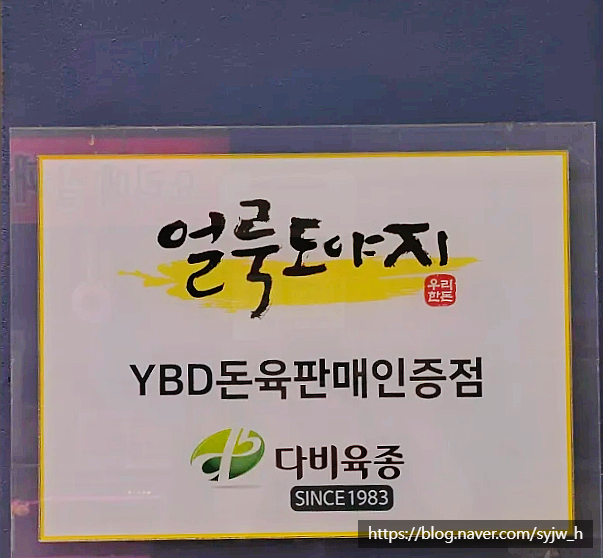 얼룩도야지
우리
한돈
YBD돈육판매인증점
다비육종
SINCE1983
https://blog.naver.com/syjw_h